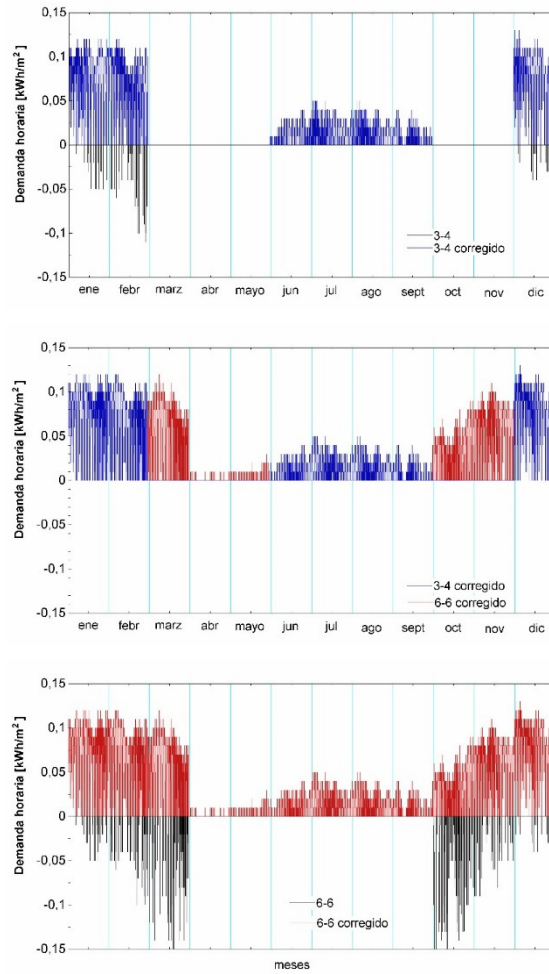 Demanda horaria [kWh/m²]
0,15
0,1
0,05
0
-0,05
-0,1
-0,15
3-4
3-4 corregido
ene febr marz abr mayo jun jul ago sept oct nov dic
Demanda horaria [kWh/m²]
0,15
0,1
0,05
0
-0,05
-0,1
-0,15
3-4 corregido
6-6 corregido
ene febr marz abr mayo jun jul ago sept oct nov dic
Demanda horaria [kWh/m²]
0,15
0,1
0,05
0
-0,05
-0,1
-0,15
6-6
6-6 corregido
meses